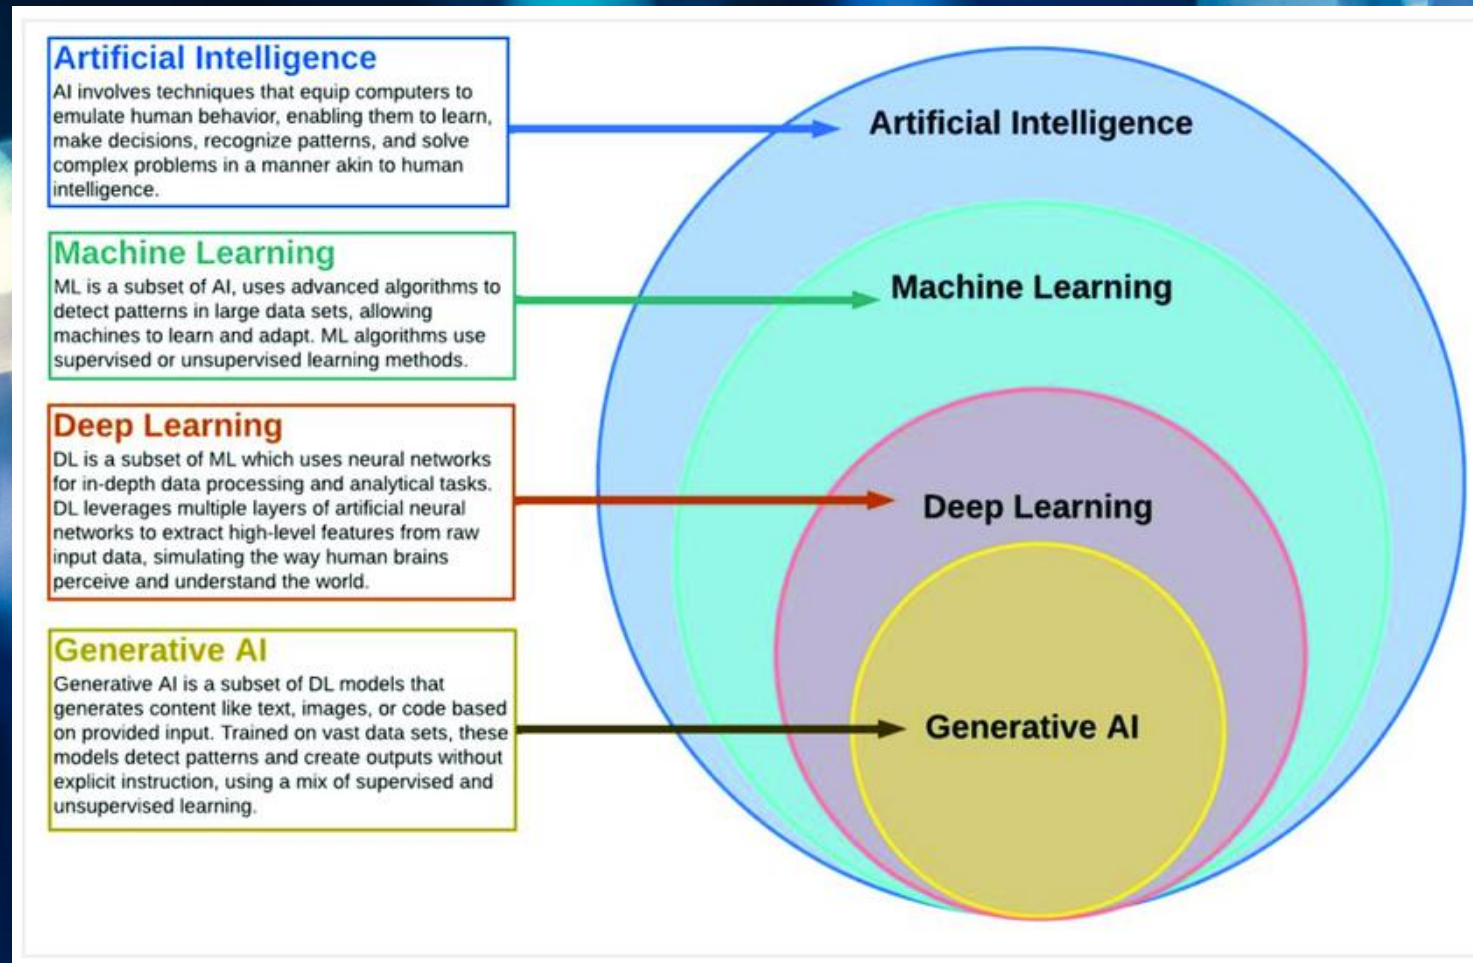 Artificial Intelligence
AI involves techniques that equip computers to
emulate human behavior, enabling them to learn,
make decisions, recognize patterns, and solve
complex problems in a manner akin to human
intelligence.
Machine Learning
ML is a subset of AI, uses advanced algorithms to
detect patterns in large data sets, allowing
machines to learn and adapt. ML algorithms use
supervised or unsupervised learning methods.
Deep Learning
DL is a subset of ML which uses neural networks
for in-depth data processing and analytical tasks.
DL leverages multiple layers of artificial neural
networks to extract high-level features from raw
input data, simulating the way human brains
perceive and understand the world.
Generative AI
Generative AI is a subset of DL models that
generates content like text, images, or code based
on provided input. Trained on vast data sets, these
models detect patterns and create outputs without
explicit instruction, using a mix of supervised and
unsupervised learning.
Artificial Intelligence
Machine Learning
Deep Learning
Generative AI